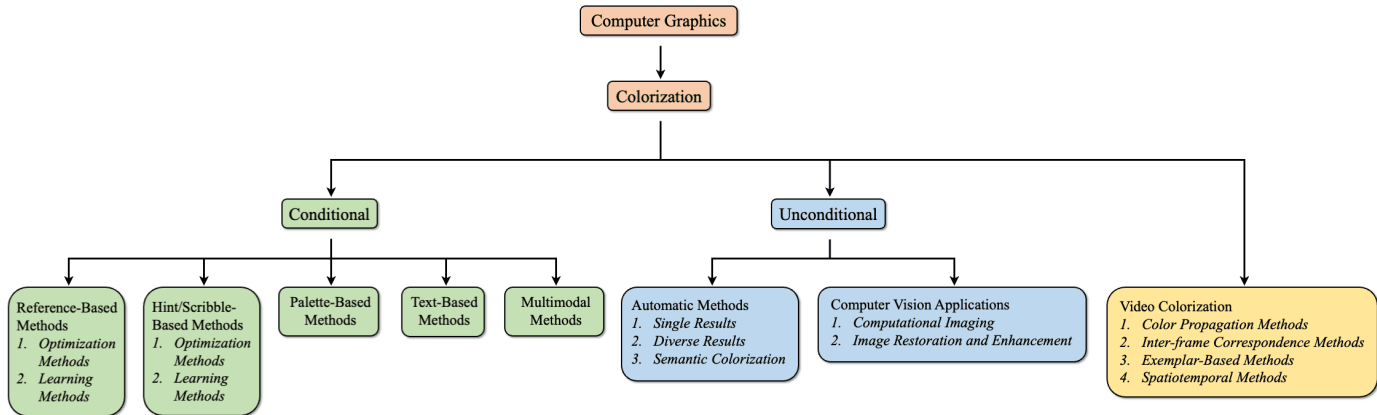 Computer Graphics
Colorization
Conditional
Unconditional
Reference-Based
Methods
1. Optimization
Methods
2. Learning
Methods
Hint/Scribble-
Based Methods
1. Optimization
Methods
2. Learning
Methods
Palette-Based
Methods
Text-Based
Methods
Multimodal
Methods
Automatic Methods
1. Single Results
2. Diverse Results
3. Semantic Colorization
Computer Vision Applications
1. Computational Imaging
2. Image Restoration and Enhancement
Video Colorization
1. Color Propagation Methods
2. Inter-frame Correspondence Methods
3. Exemplar-Based Methods
4. Spatiotemporal Methods